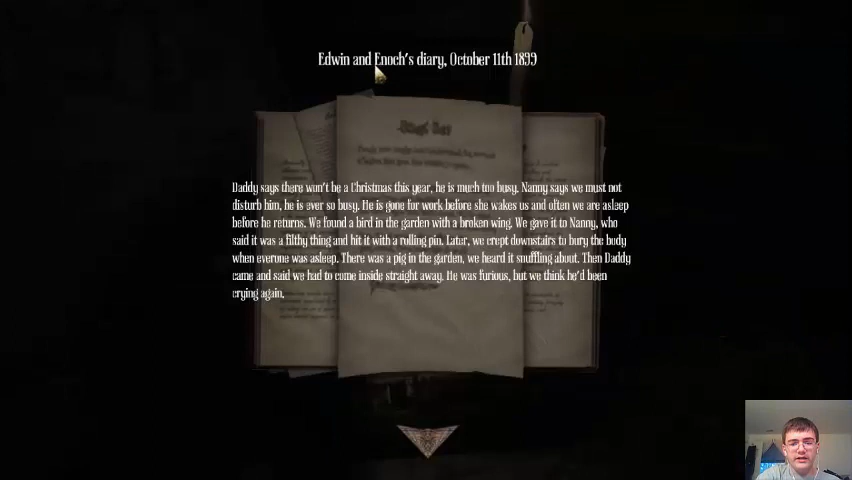 Edwin and Enoch's diary, October 11th 1899
Daddy says there won't be a Christmas this year, he is much too busy. Nanny says we must not
disturb him, he is ever so busy. He is gone for work before she wakes us and often we are asleep
before he returns. We found a bird in the garden with a broken wing. We gave it to Nanny, who
said it was a filthy thing and hit it with a rolling pin. Later, we crept downstairs to bury the body
when everyone was asleep. There was a pig in the garden, we heard it snuffling about. Then Daddy
came and said we had to come inside straight away. He was furious, but we think he'd been
crying again.